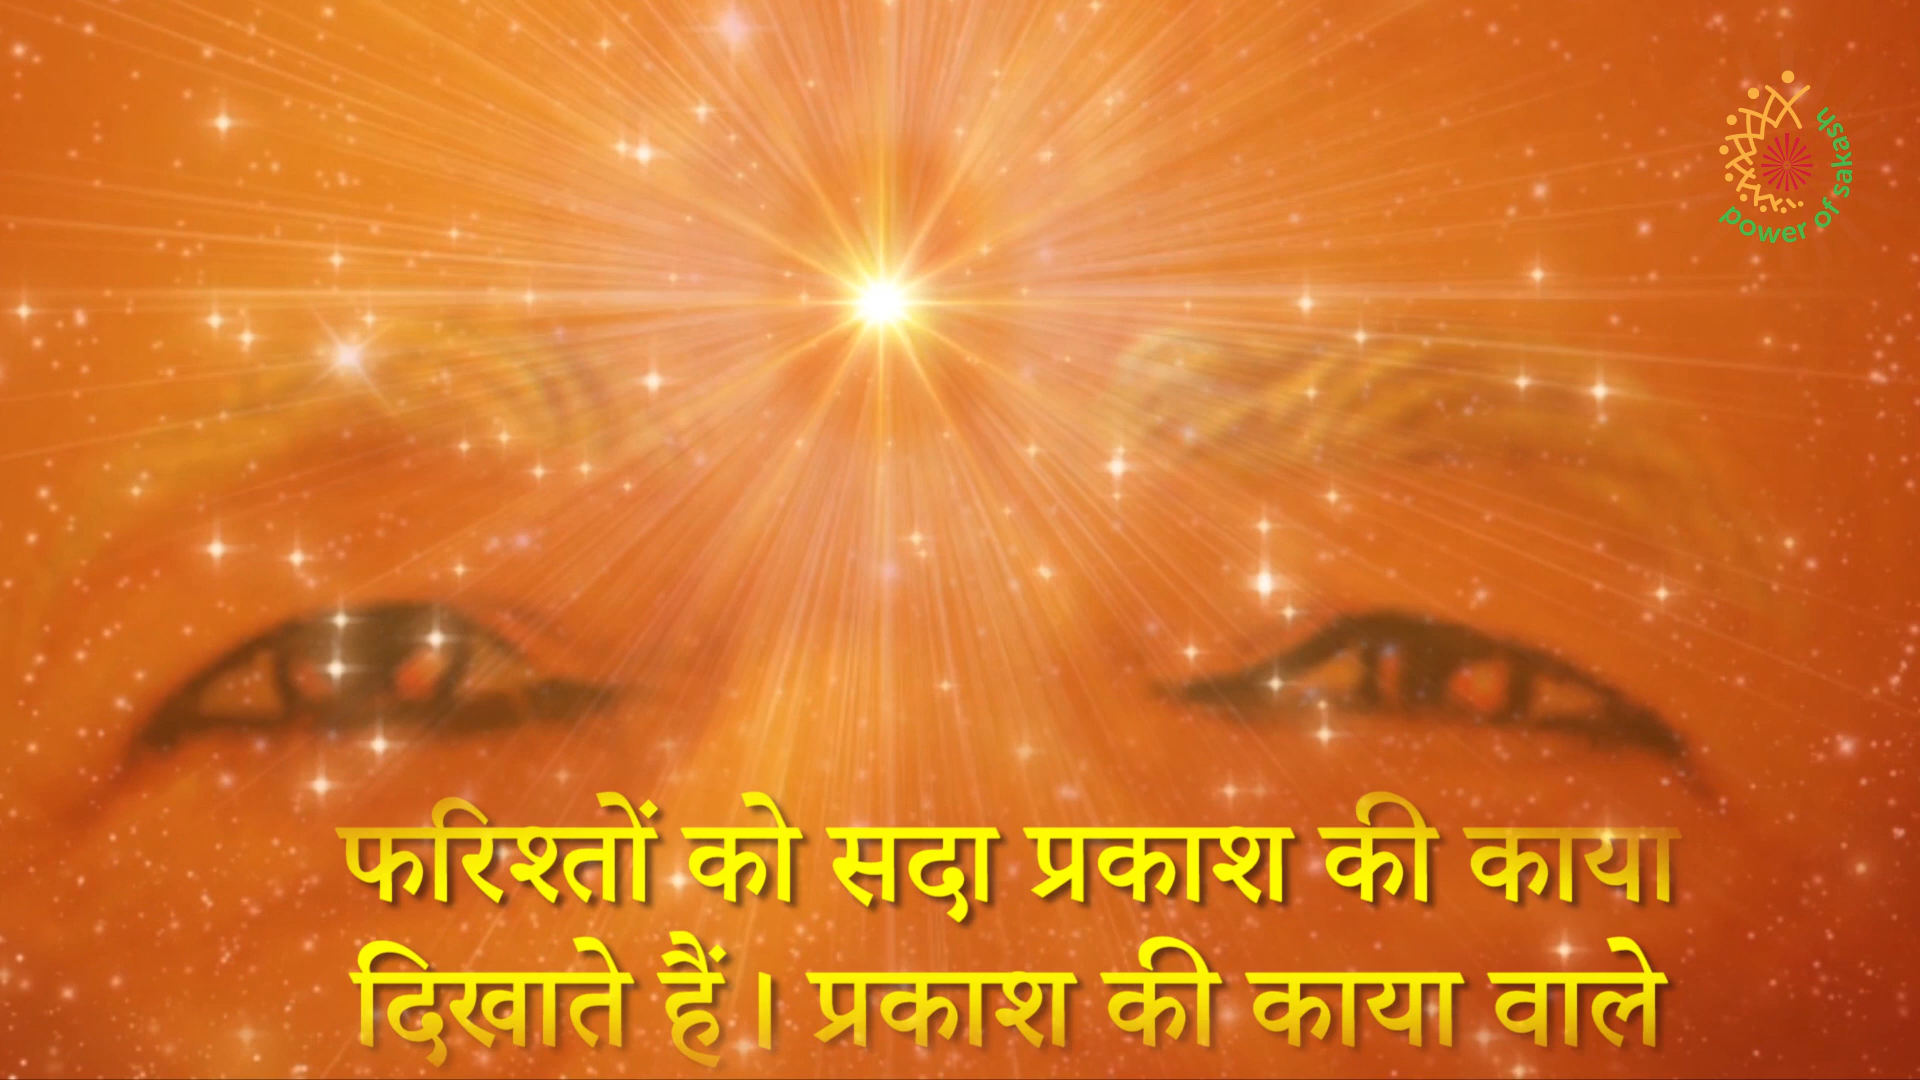 power of sakash
फरिश्तों को सदा प्रकाश की काया
दिखाते हैं। प्रकाश की काया वाले